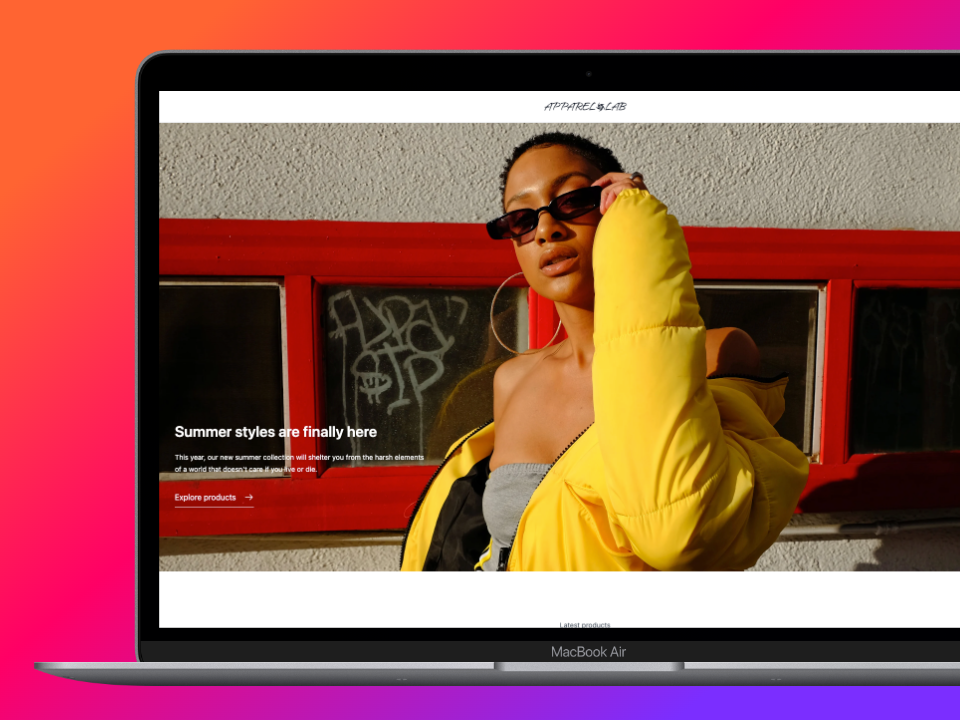 APPAREL LAB
Summer styles are finally here
This year, our new summer collection will shelter you from the harsh elements
of a world that doesn't care if you live or die.
Explore products →
Latest products
MacBook Air